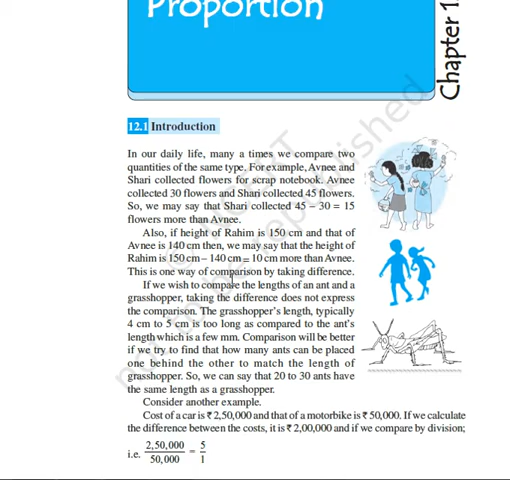 Proportion
Chapter 1
12.1 Introduction
In our daily life, many a times we compare two
quantities of the same type. For example, Avnee and
Shari collected flowers for scrap notebook. Avnee
collected 30 flowers and Shari collected 45 flowers.
So, we may say that Shari collected 45 – 30 = 15
flowers more than Avnee.
Also, if height of Rahim is 150 cm and that of
Avnee is 140 cm then, we may say that the height of
Rahim is 150 cm – 140 cm = 10 cm more than Avnee.
This is one way of comparison by taking difference.
If we wish to compare the lengths of an ant and a
grasshopper, taking the difference does not express
the comparison. The grasshopper's length, typically
4 cm to 5 cm is too long as compared to the ant's
length which is a few mm. Comparison will be better
if we try to find that how many ants can be placed
one behind the other to match the length of
grasshopper. So, we can say that 20 to 30 ants have
the same length as a grasshopper.
Consider another example.
Cost of a car is ₹ 2,50,000 and that of a motorbike is ₹ 50,000. If we calculate
the difference between the costs, it is ₹ 2,00,000 and if we compare by division;
i.e. 2,50,000/50,000 = 5/1